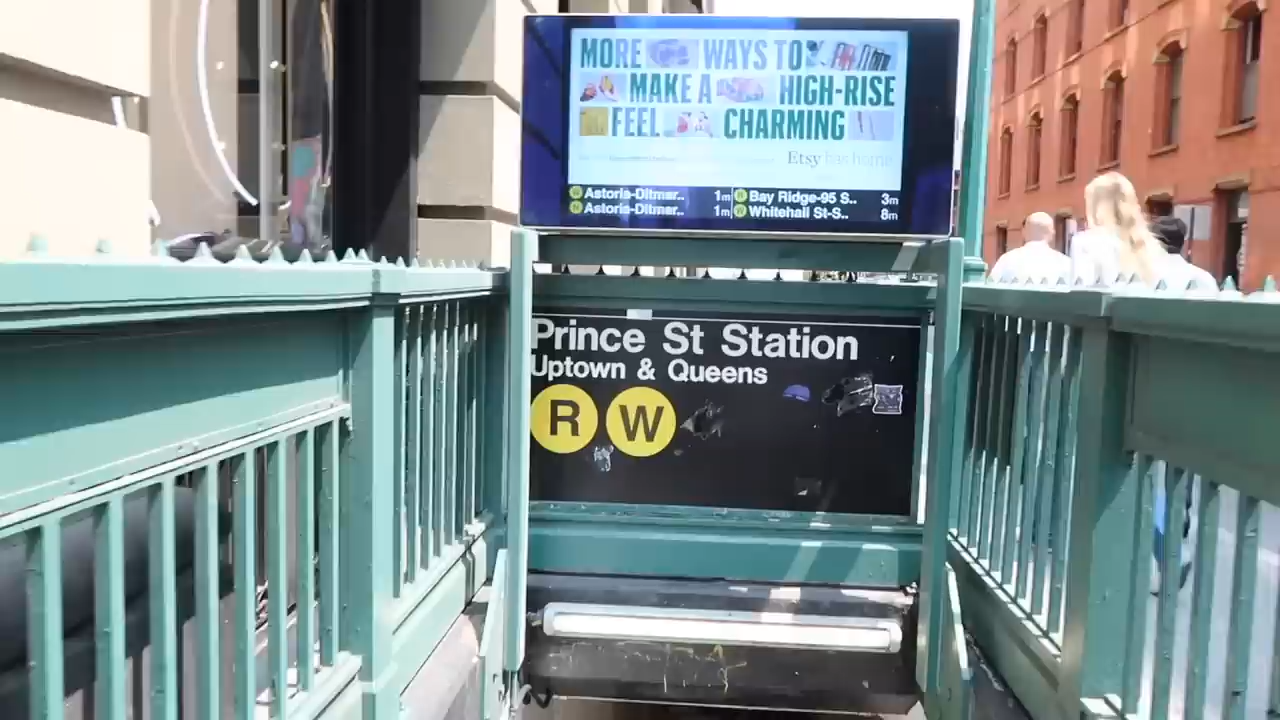 MORE WAYS TO
MAKE A HIGH-RISE
FEEL CHARMING
Etsy has home
Astoria-Ditmar.. 1m Bay Ridge-95 S.. 3m
Astoria-Ditmar.. 1m Whitehall St-S.. 8m
Prince St Station
Uptown & Queens
R W